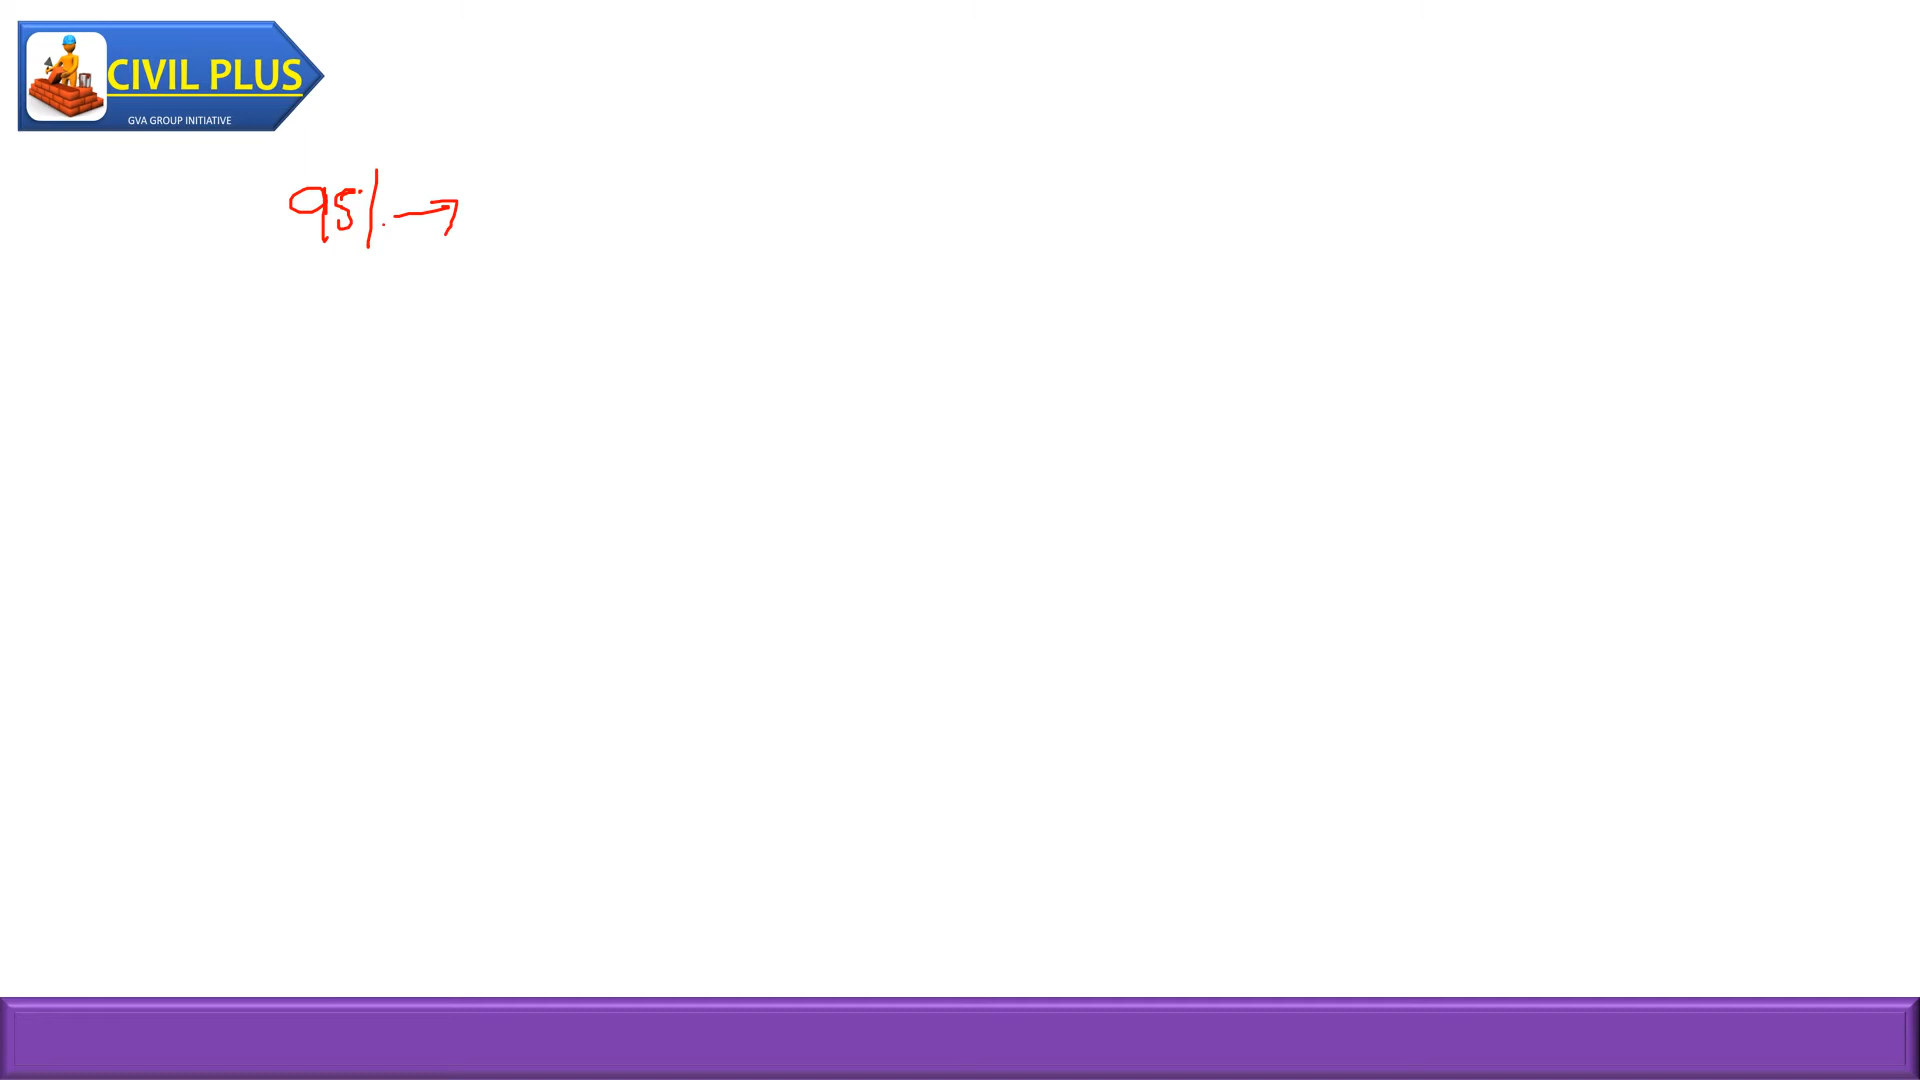 CIVIL PLUS
GVA GROUP INITIATIVE
95% →